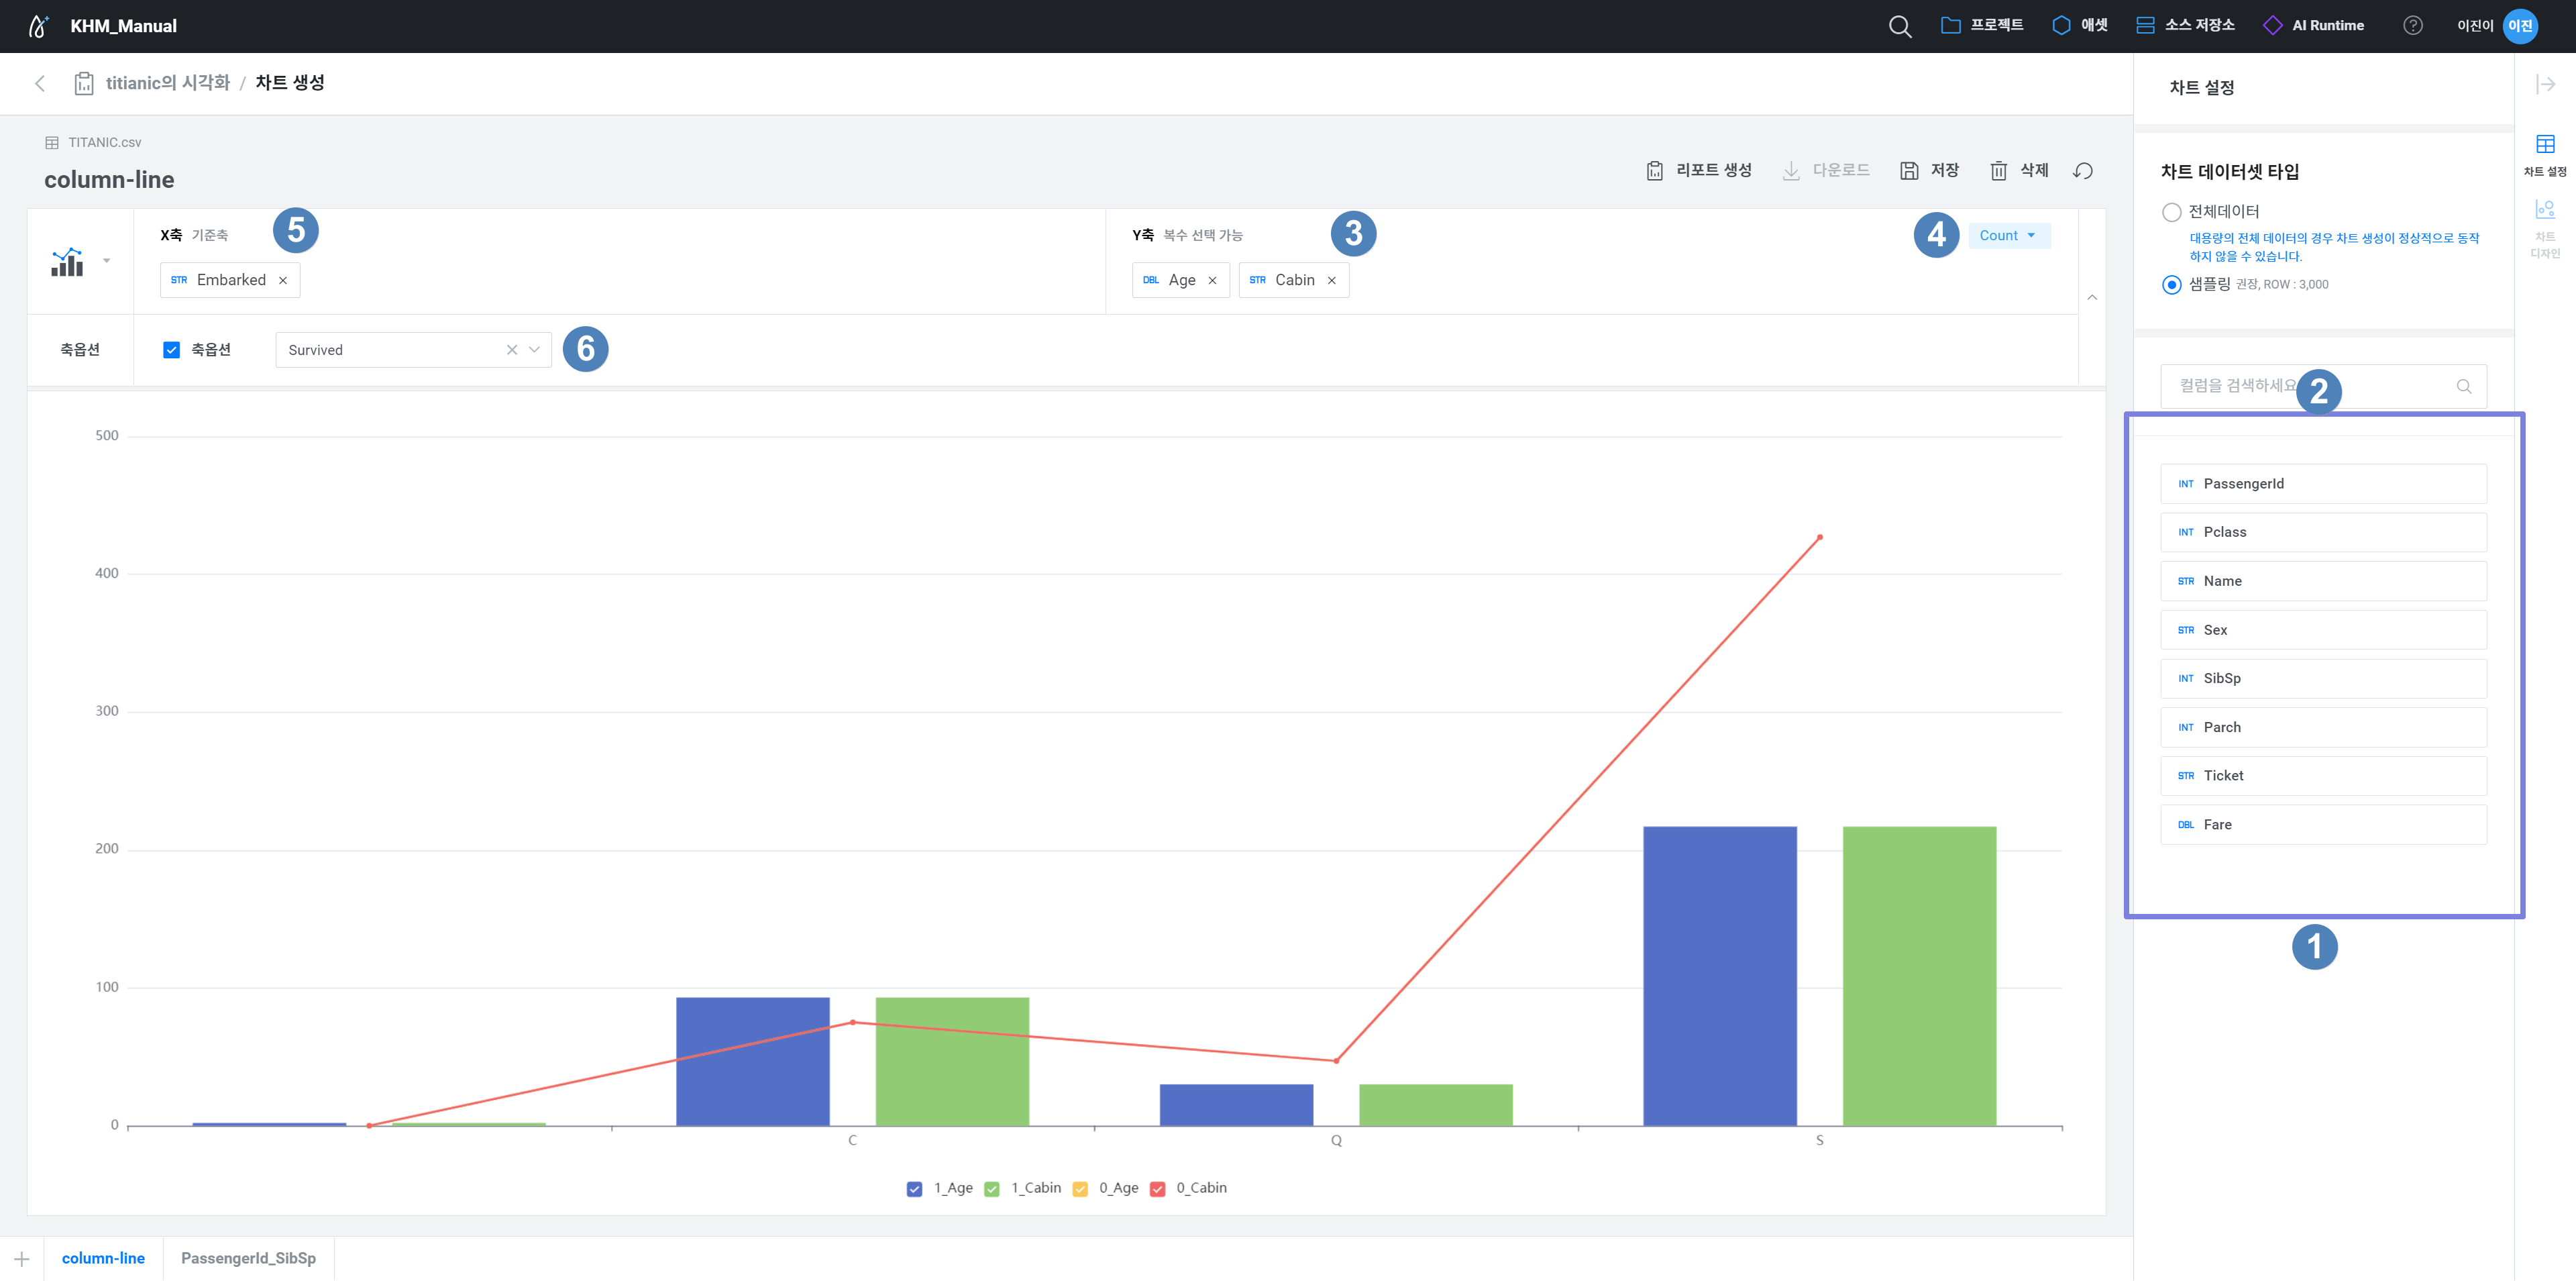 KHM_Manual
프로젝트
애셋
소스 저장소
AI Runtime
?
이진이
이진
titianic의 시각화 / 차트 생성
TITANIC.csv
column-line
리포트 생성
다운로드
저장
삭제
X축 기준축
5
STR Embarked ×
Y축 복수 선택 가능
3
4
Count
DBL Age ×
STR Cabin ×
축옵션
축옵션
Survived
6
500
400
300
200
100
0
C
Q
S
1_Age
1_Cabin
0_Age
0_Cabin
column-line
PassengerId_SibSp
차트 설정
차트 데이터셋 타입
전체데이터
대용량의 전체 데이터의 경우 차트 생성이 정상적으로 동작
하지 않을 수 있습니다.
샘플링 권장, ROW : 3,000
컬럼을 검색하세요
2
INT PassengerId
INT Pclass
STR Name
STR Sex
INT SibSp
INT Parch
STR Ticket
DBL Fare
1
차트 설정
차트
디자인